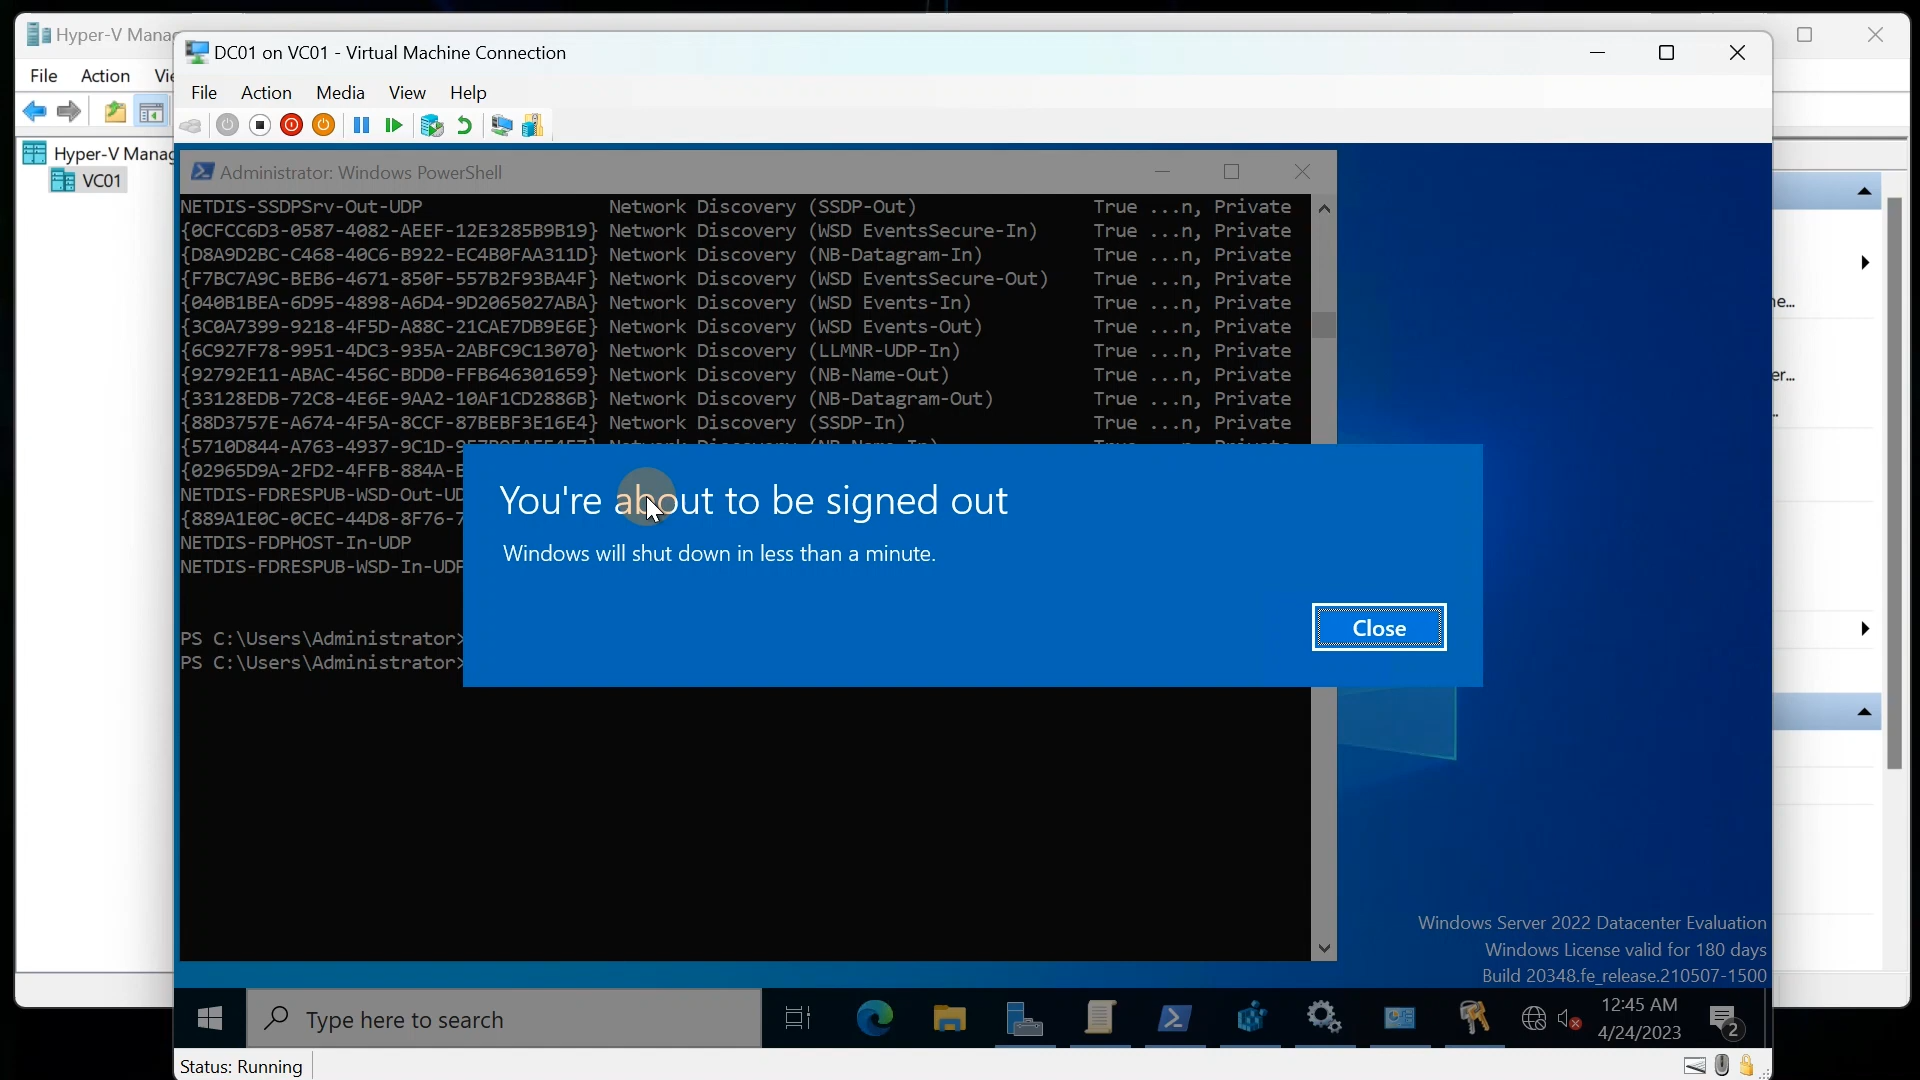 Hyper-V Manag
File Action Vie
Hyper-V Manag
VC01
DC01 on VC01 - Virtual Machine Connection
File Action Media View Help
Administrator: Windows PowerShell
NETDIS-SSDPSrv-Out-UDP Network Discovery (SSDP-Out) True ...n, Private
{0CFCC6D3-0587-4082-AEEF-12E3285B9B19} Network Discovery (WSD EventsSecure-In) True ...n, Private
{D8A9D2BC-C468-40C6-B922-EC4B0FAA311D} Network Discovery (NB-Datagram-In) True ...n, Private
{F7BC7A9C-BEB6-4671-850F-557B2F93BA4F} Network Discovery (WSD EventsSecure-Out) True ...n, Private
{040B1BEA-6D95-4898-A6D4-9D2065027ABA} Network Discovery (WSD Events-In) True ...n, Private
{3C0A7399-9218-4F5D-A88C-21CAE7DB9E6E} Network Discovery (WSD Events-Out) True ...n, Private
{6C927F78-9951-4DC3-935A-2ABFC9C13070} Network Discovery (LLMNR-UDP-In) True ...n, Private
{92792E11-ABAC-456C-BDD0-FFB646301659} Network Discovery (NB-Name-Out) True ...n, Private
{33128EDB-72C8-4E6E-9AA2-10AF1CD2886B} Network Discovery (NB-Datagram-Out) True ...n, Private
{88D3757E-A674-4F5A-8CCF-87BEBF3E16E4} Network Discovery (SSDP-In) True ...n, Private
{5710D844-A763-4937-9C1D-
{02965D9A-2FD2-4FFB-884A-
NETDIS-FDRESPUB-WSD-Out-UD
{889A1E0C-0CEC-44D8-8F76-7
NETDIS-FDPHOST-In-UDP
NETDIS-FDRESPUB-WSD-In-UDP
PS C:\Users\Administrator>
PS C:\Users\Administrator>
You're about to be signed out
Windows will shut down in less than a minute.
Close
ne...
er...
Windows Server 2022 Datacenter Evaluation
Windows License valid for 180 days
Build 20348.fe_release.210507-1500
Type here to search
12:45 AM
4/24/2023
2
Status: Running